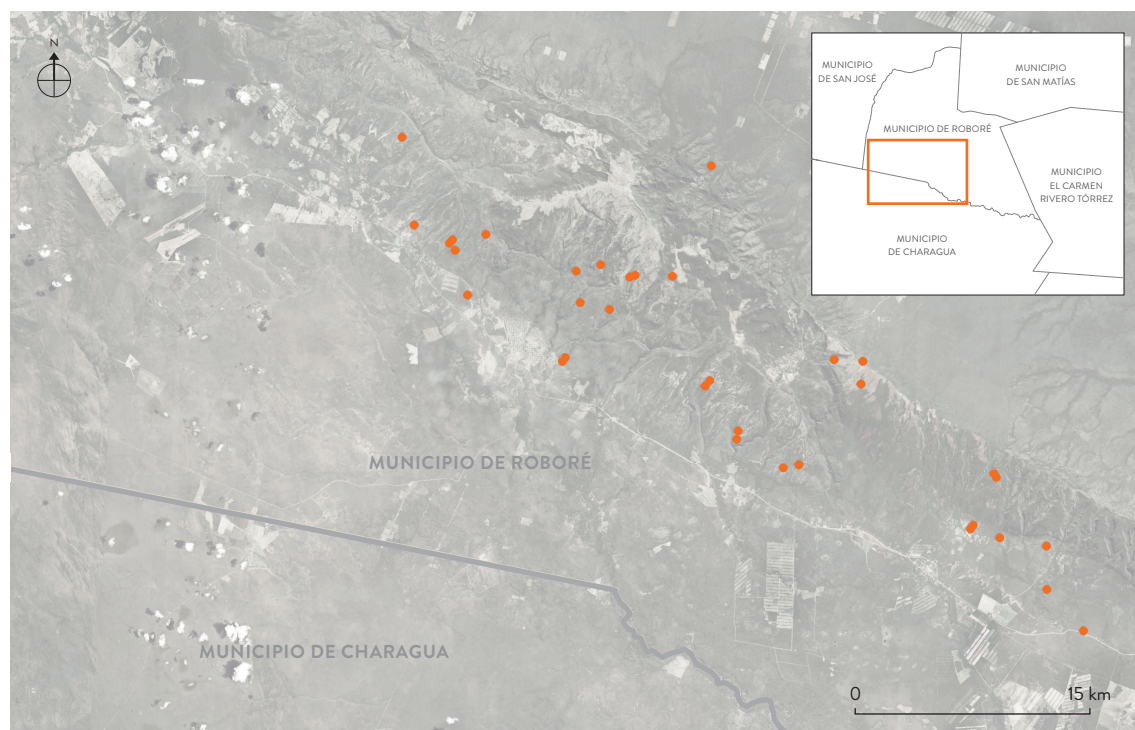 N
MUNICIPIO
DE SAN JOSÉ
MUNICIPIO
DE SAN MATÍAS
MUNICIPIO DE ROBORÉ
MUNICIPIO
EL CARMEN
RIVERO TÓRREZ
MUNICIPIO
DE CHARAGUA
MUNICIPIO DE ROBORÉ
MUNICIPIO DE CHARAGUA
0
15 km